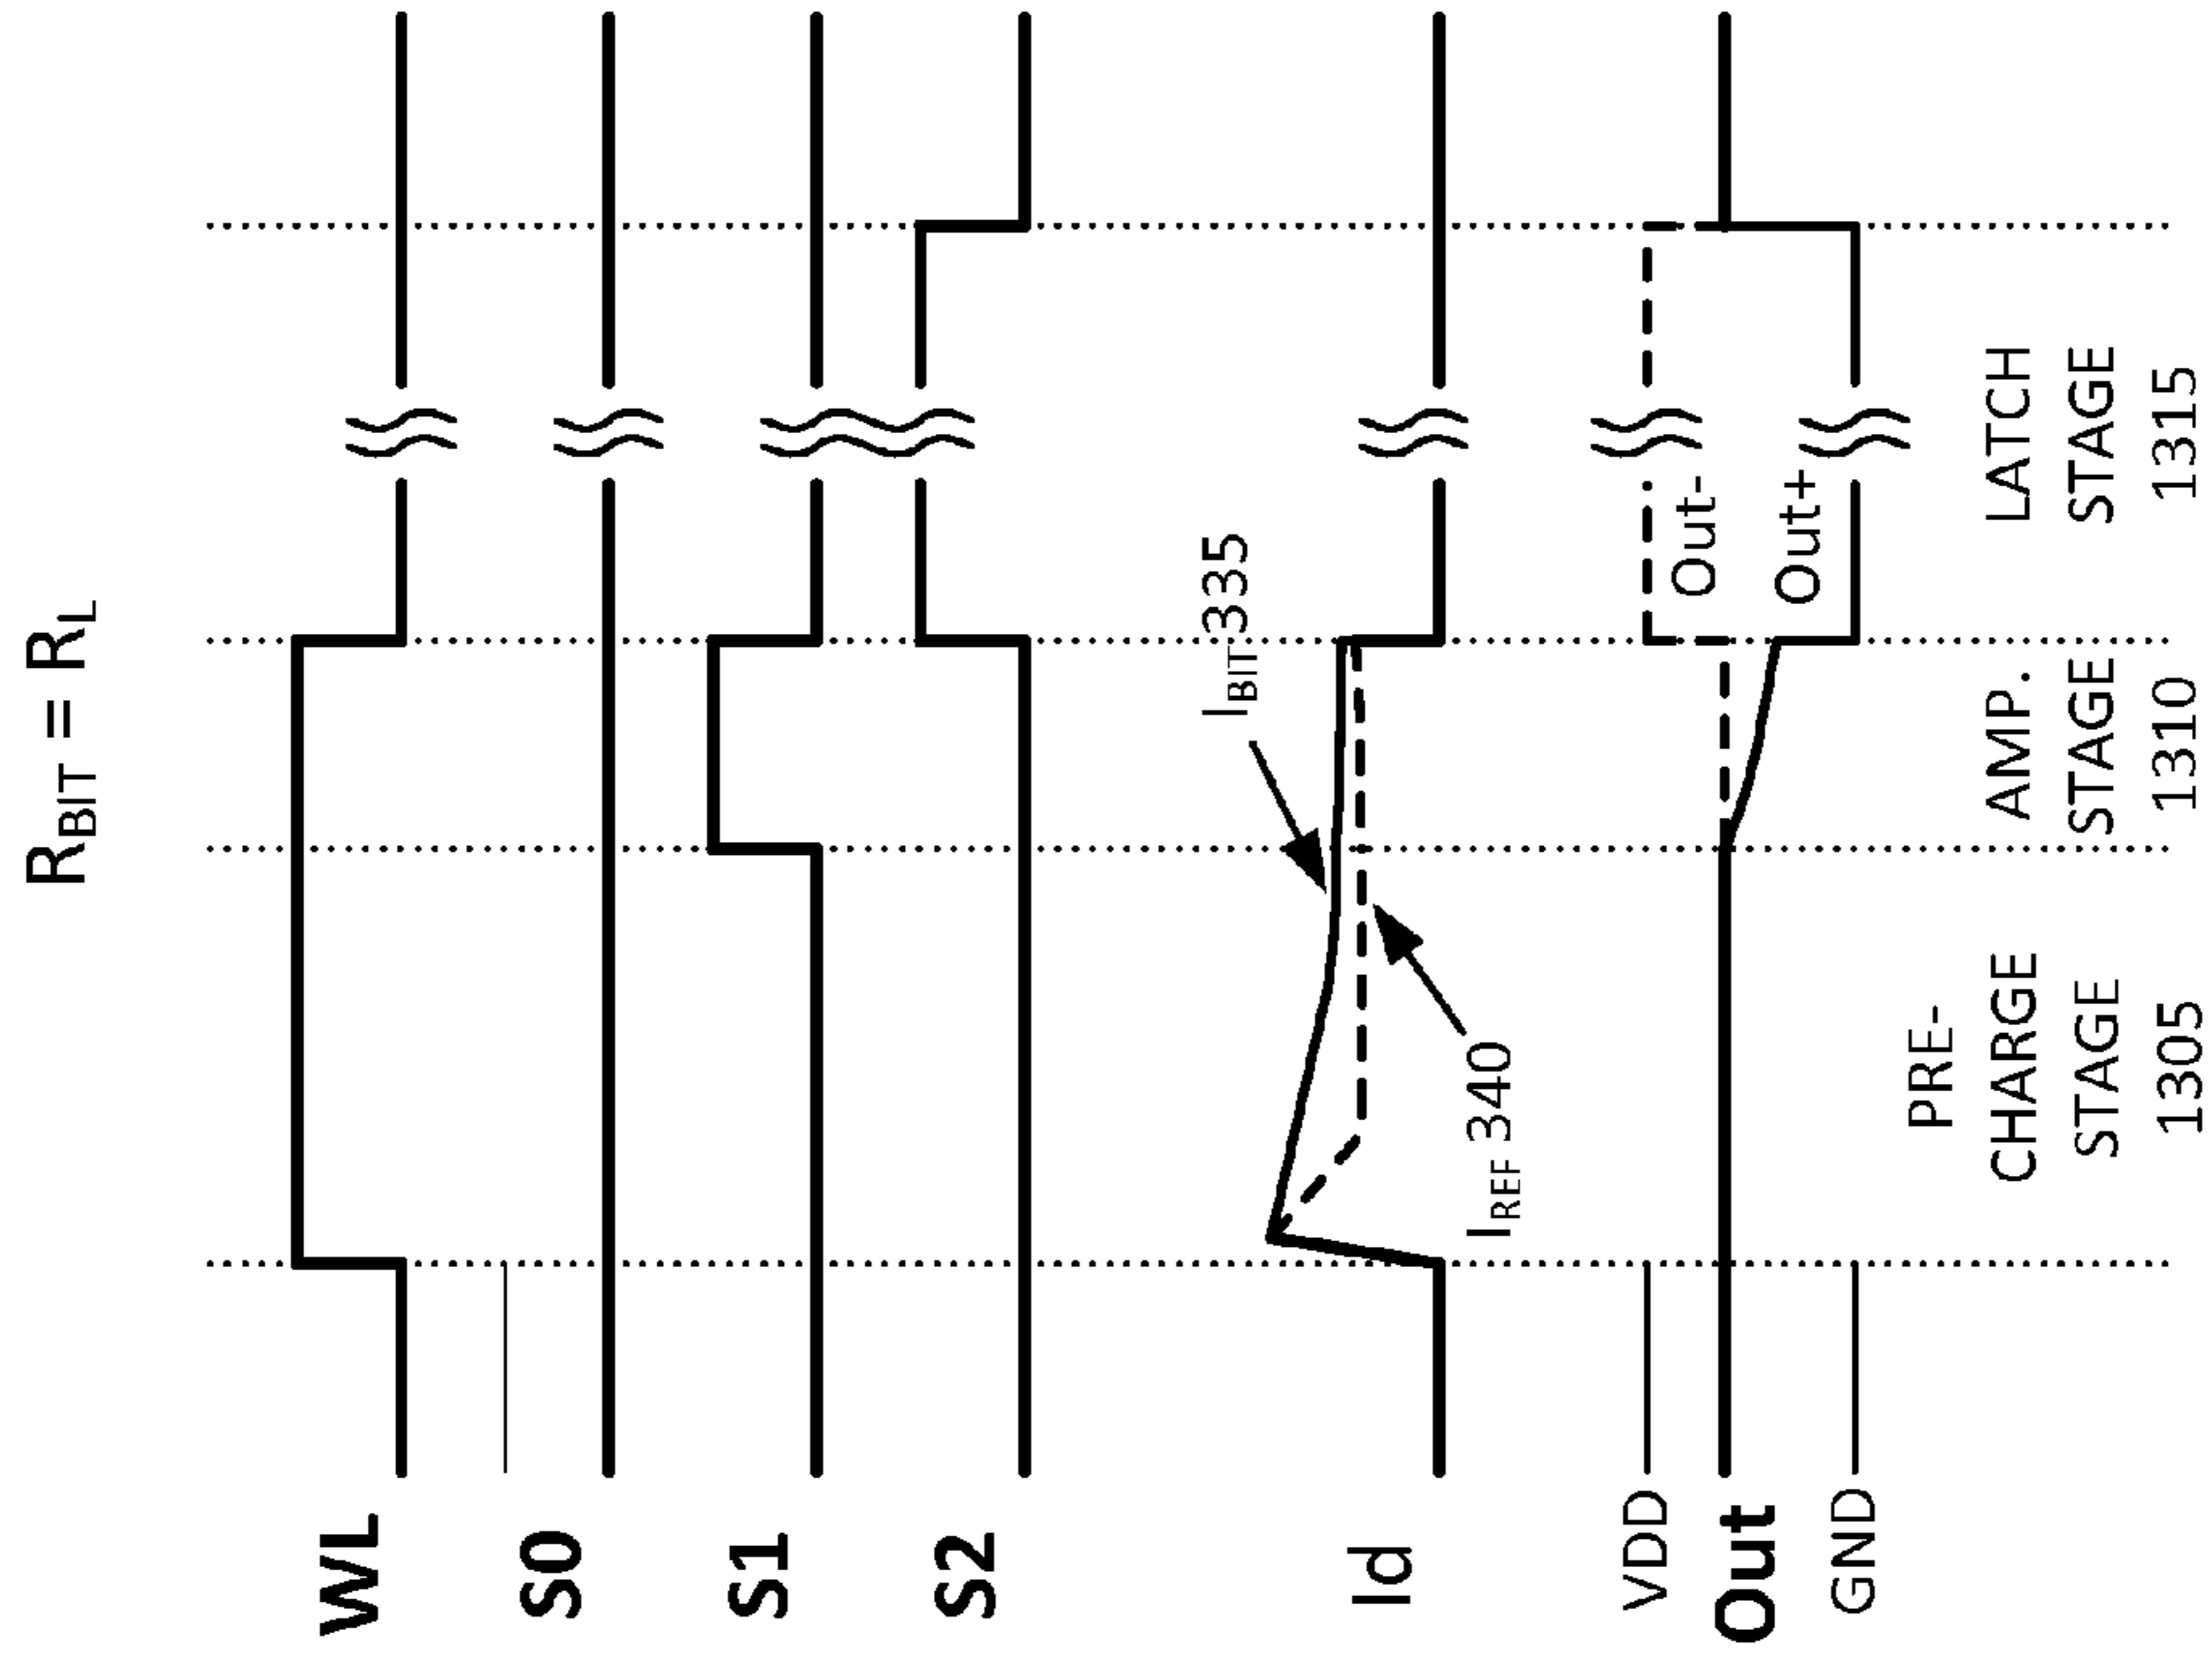 R_BIT = R_L
WL
S0
S1
S2
I_BIT 335
Id
I_REF 340
VDD
Out-
Out
Out+
GND
PRE-
CHARGE
STAGE
1305
AMP.
STAGE
1310
LATCH
STAGE
1315